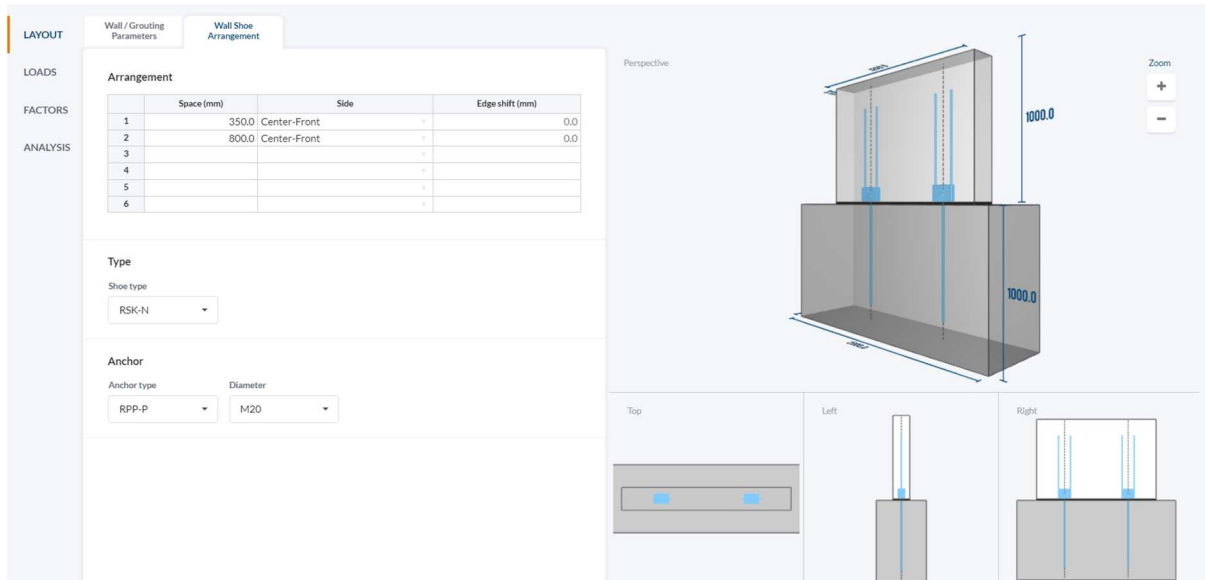 LAYOUT
LOADS
FACTORS
ANALYSIS
Wall / Grouting
Parameters
Wall Shoe
Arrangement
Arrangement
Space (mm) Side Edge shift (mm)
1 350.0 Center-Front 0.0
2 800.0 Center-Front 0.0
3
4
5
6
Type
Shoe type
RSK-N
Anchor
Anchor type Diameter
RPP-P M20
Perspective
Zoom
+
−
1000.0
1000.0
Top
Left
Right